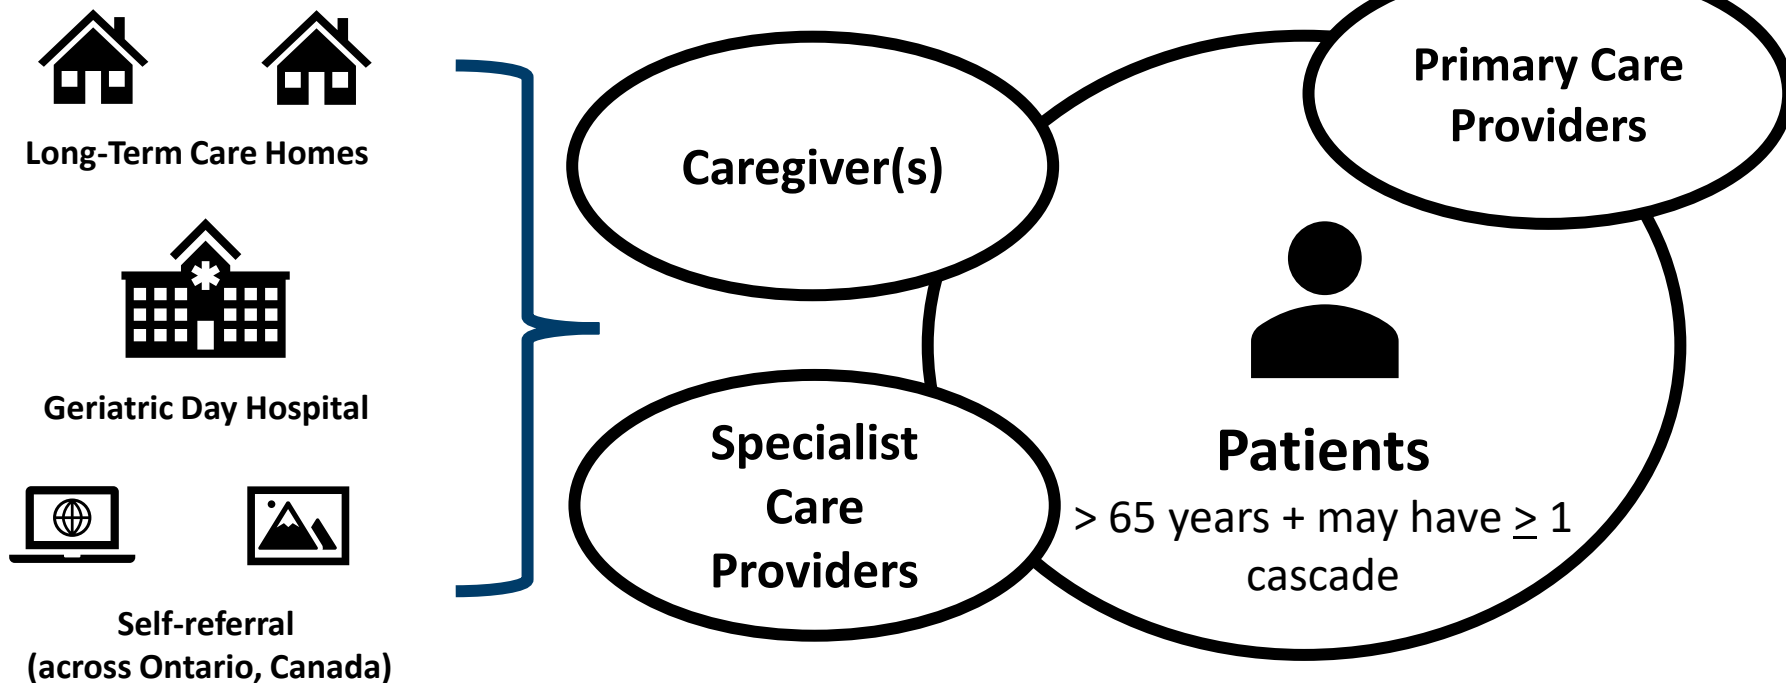 Long-Term Care Homes
Geriatric Day Hospital
Self-referral
(across Ontario, Canada)
Caregiver(s)
Specialist
Care
Providers
Primary Care
Providers
Patients
> 65 years + may have ≥ 1
cascade